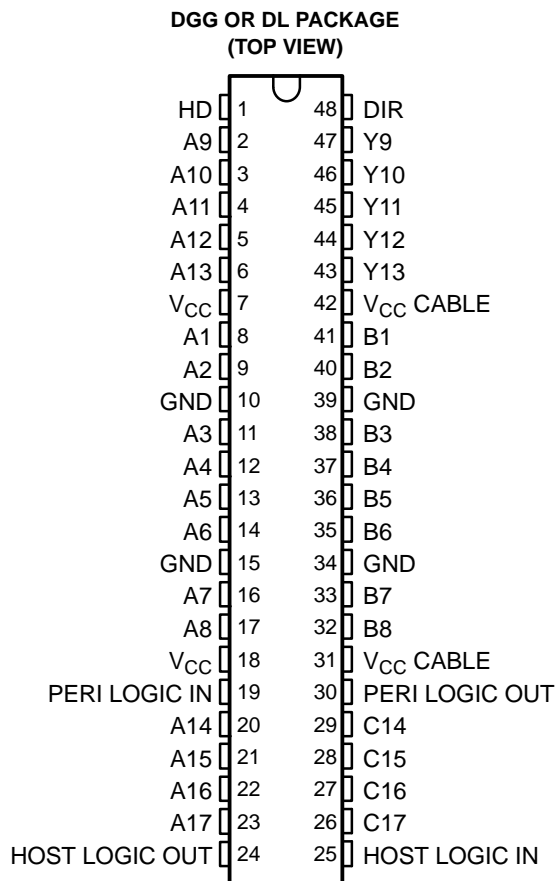 DGG OR DL PACKAGE
(TOP VIEW)
HD 1 48 DIR
A9 2 47 Y9
A10 3 46 Y10
A11 4 45 Y11
A12 5 44 Y12
A13 6 43 Y13
VCC 7 42 VCC CABLE
A1 8 41 B1
A2 9 40 B2
GND 10 39 GND
A3 11 38 B3
A4 12 37 B4
A5 13 36 B5
A6 14 35 B6
GND 15 34 GND
A7 16 33 B7
A8 17 32 B8
VCC 18 31 VCC CABLE
PERI LOGIC IN 19 30 PERI LOGIC OUT
A14 20 29 C14
A15 21 28 C15
A16 22 27 C16
A17 23 26 C17
HOST LOGIC OUT 24 25 HOST LOGIC IN